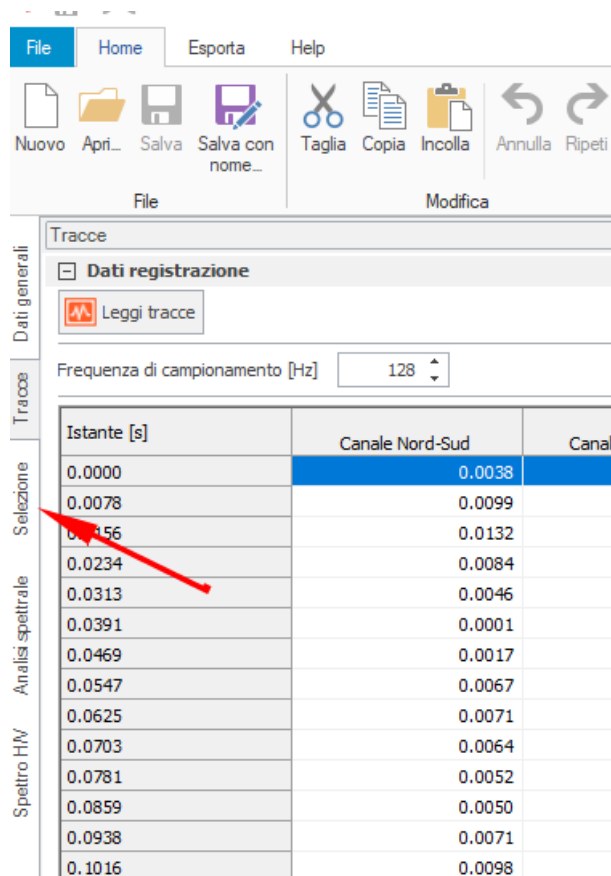 File Home Esporta Help
Nuovo Apri... Salva Salva con nome... Taglia Copia Incolla Annulla Ripeti
File Modifica
Dati generali
Tracce
Selezione
Analisi spettrale
Spettro H/V
Tracce
Dati registrazione
Leggi tracce
Frequenza di campionamento [Hz] 128
Istante [s] Canale Nord-Sud
0.0000 0.0038
0.0078 0.0099
0.0132
0.0234 0.0084
0.0313 0.0046
0.0391 0.0001
0.0469 0.0017
0.0547 0.0067
0.0625 0.0071
0.0703 0.0064
0.0781 0.0052
0.0859 0.0050
0.0938 0.0071
0.1016 0.0098